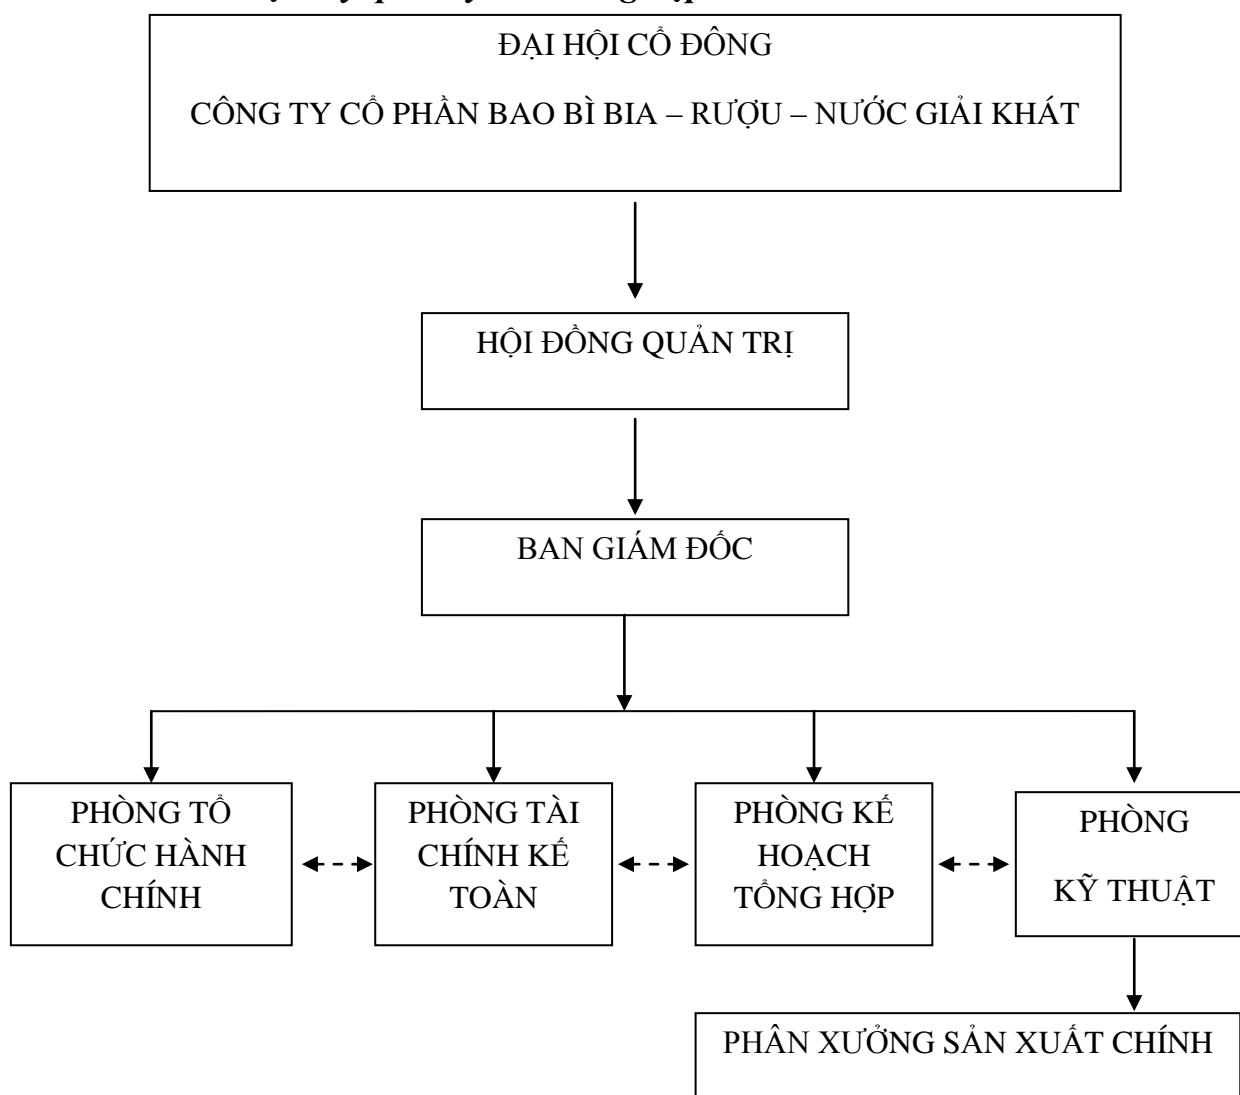 ĐẠI HỘI CỔ ĐÔNG
CÔNG TY CỔ PHẦN BAO BÌ BIA – RƯỢU – NƯỚC GIẢI KHÁT
HỘI ĐỒNG QUẢN TRỊ
BAN GIÁM ĐỐC
PHÒNG TỔ
CHỨC HÀNH
CHÍNH
PHÒNG TÀI
CHÍNH KẾ
TOÀN
PHÒNG KẾ
HOẠCH
TỔNG HỢP
PHÒNG
KỸ THUẬT
PHÂN XƯỞNG SẢN XUẤT CHÍNH